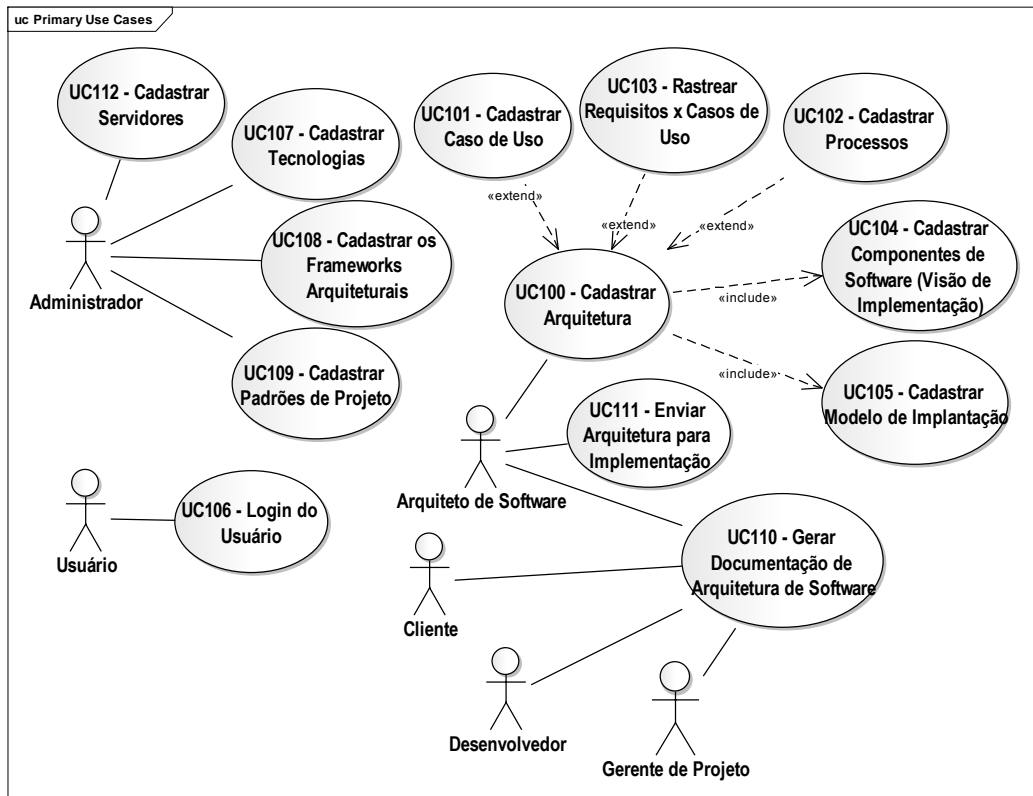 uc Primary Use Cases
UC112 - Cadastrar
Servidores
UC107 - Cadastrar
Tecnologias
UC101 - Cadastrar
Caso de Uso
UC103 - Rastrear
Requisitos x Casos de
Uso
UC102 - Cadastrar
Processos
«extend»
«extend»
«extend»
Administrador
UC108 - Cadastrar os
Frameworks
Arquiteturais
UC100 - Cadastrar
Arquitetura
UC104 - Cadastrar
Componentes de
Software (Visão de
Implementação)
«include»
«include»
UC109 - Cadastrar
Padrões de Projeto
UC105 - Cadastrar
Modelo de Implantação
UC111 - Enviar
Arquitetura para
Implementação
Arquiteto de Software
Usuário
UC106 - Login do
Usuário
UC110 - Gerar
Documentação de
Arquitetura de Software
Cliente
Desenvolvedor
Gerente de Projeto